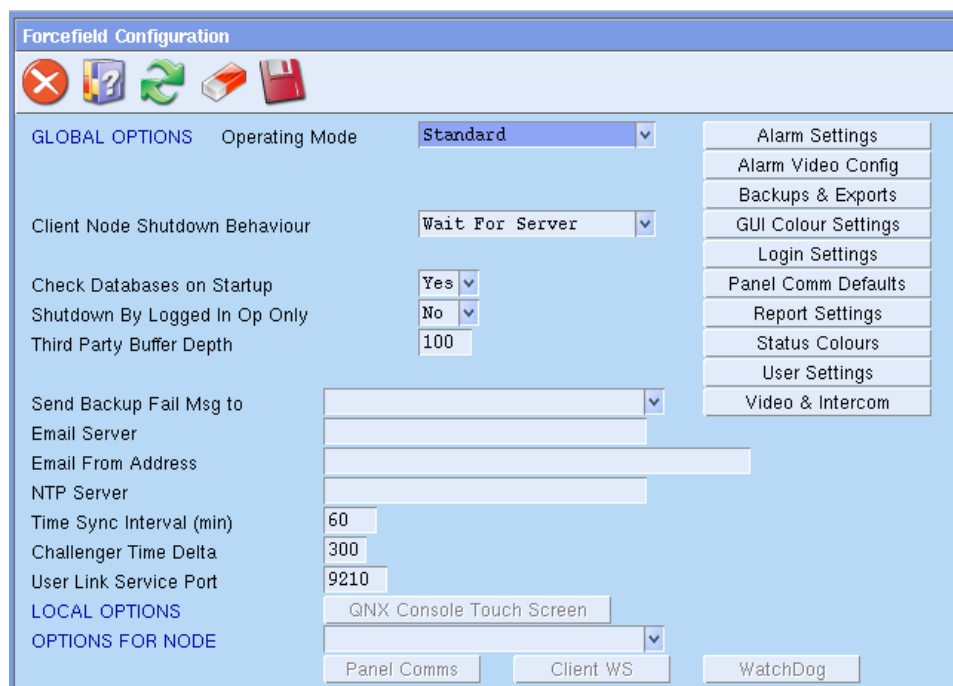 Forcefield Configuration
?
GLOBAL OPTIONS Operating Mode Standard Alarm Settings
Alarm Video Config
Backups & Exports
Client Node Shutdown Behaviour Wait For Server GUI Colour Settings
Login Settings
Check Databases on Startup Yes Panel Comm Defaults
Shutdown By Logged In Op Only No Report Settings
Third Party Buffer Depth 100 Status Colours
User Settings
Send Backup Fail Msg to Video & Intercom
Email Server
Email From Address
NTP Server
Time Sync Interval (min) 60
Challenger Time Delta 300
User Link Service Port 9210
LOCAL OPTIONS QNX Console Touch Screen
OPTIONS FOR NODE
Panel Comms Client WS WatchDog